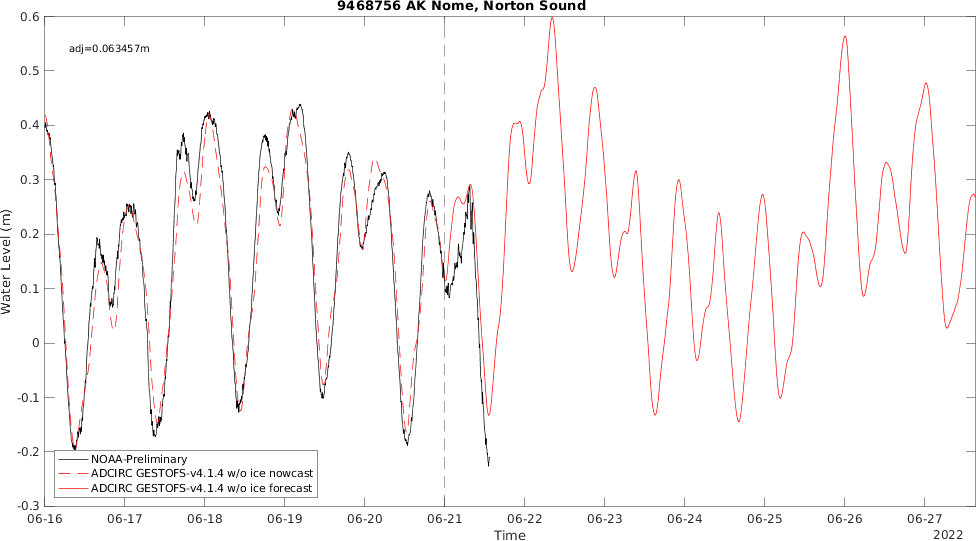 9468756 AK Nome, Norton Sound
adj=0.063457m
0.6
0.5
0.4
0.3
0.2
0.1
0
-0.1
-0.2
-0.3
Water Level (m)
NOAA-Preliminary
ADCIRC GESTOFS-v4.1.4 w/o ice nowcast
ADCIRC GESTOFS-v4.1.4 w/o ice forecast
06-16 06-17 06-18 06-19 06-20 06-21 06-22 06-23 06-24 06-25 06-26 06-27
Time
2022